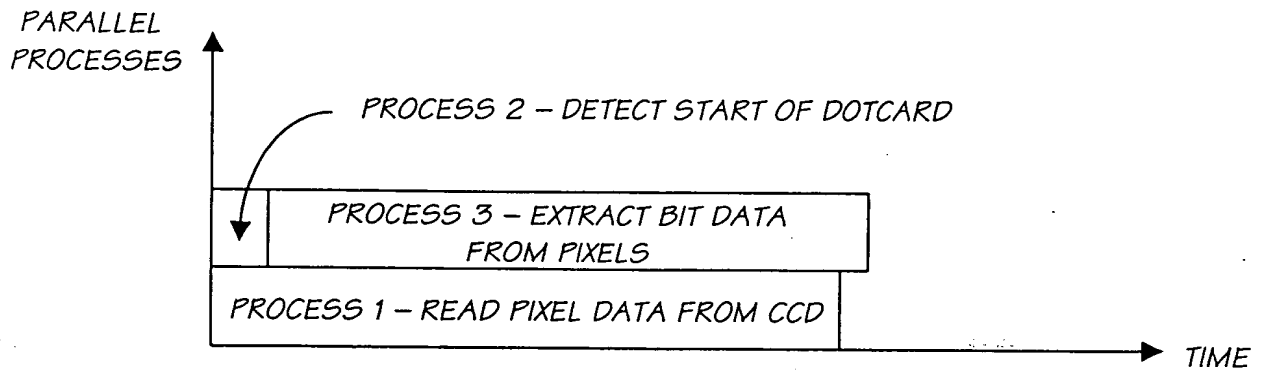 PARALLEL
PROCESSES
PROCESS 2 – DETECT START OF DOTCARD
PROCESS 3 – EXTRACT BIT DATA
FROM PIXELS
PROCESS 1 – READ PIXEL DATA FROM CCD
TIME